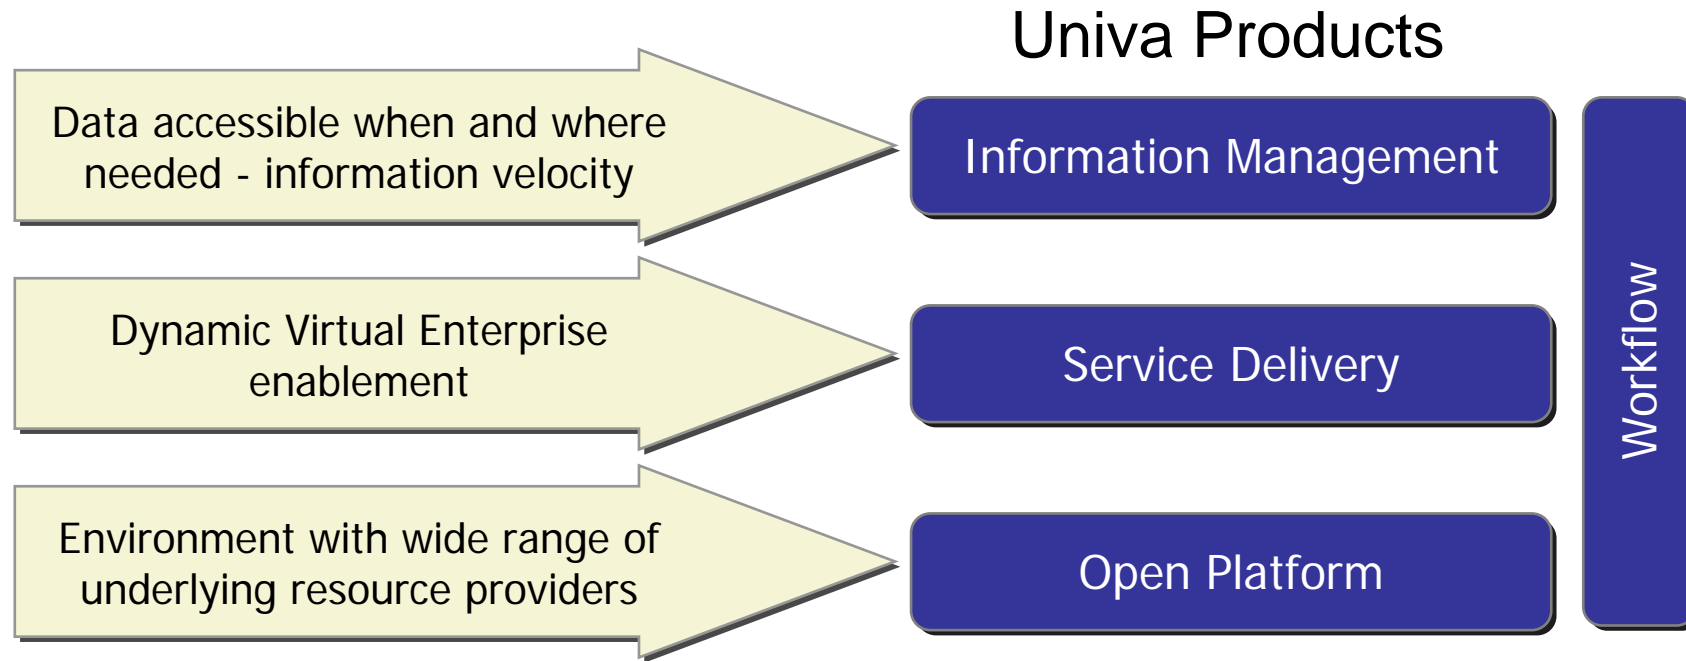 Univa Products
Data accessible when and where
needed - information velocity
Information Management
Dynamic Virtual Enterprise
enablement
Service Delivery
Environment with wide range of
underlying resource providers
Open Platform
Workflow